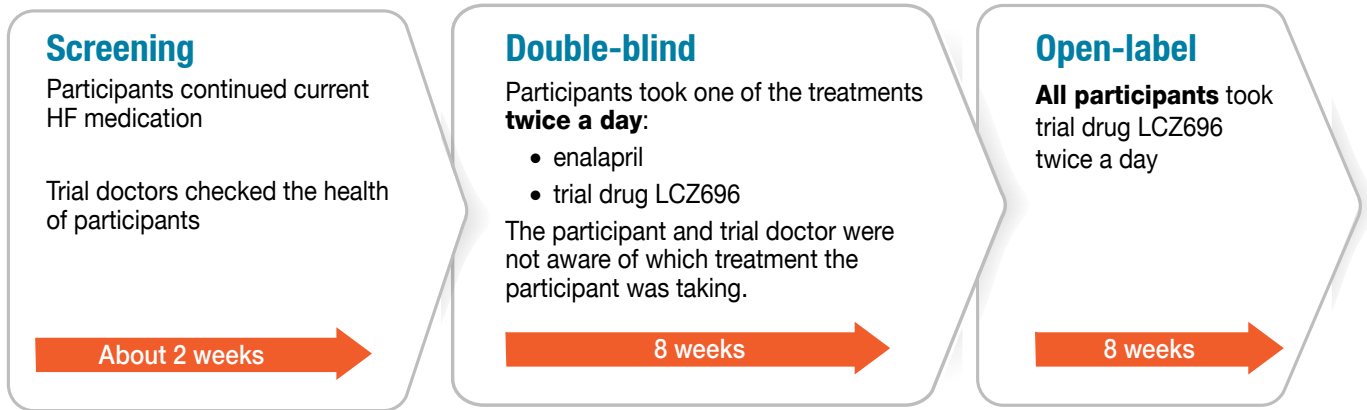 Screening
Participants continued current
HF medication
Trial doctors checked the health
of participants
About 2 weeks
Double-blind
Participants took one of the treatments
twice a day:
• enalapril
• trial drug LCZ696
The participant and trial doctor were
not aware of which treatment the
participant was taking.
8 weeks
Open-label
All participants took
trial drug LCZ696
twice a day
8 weeks